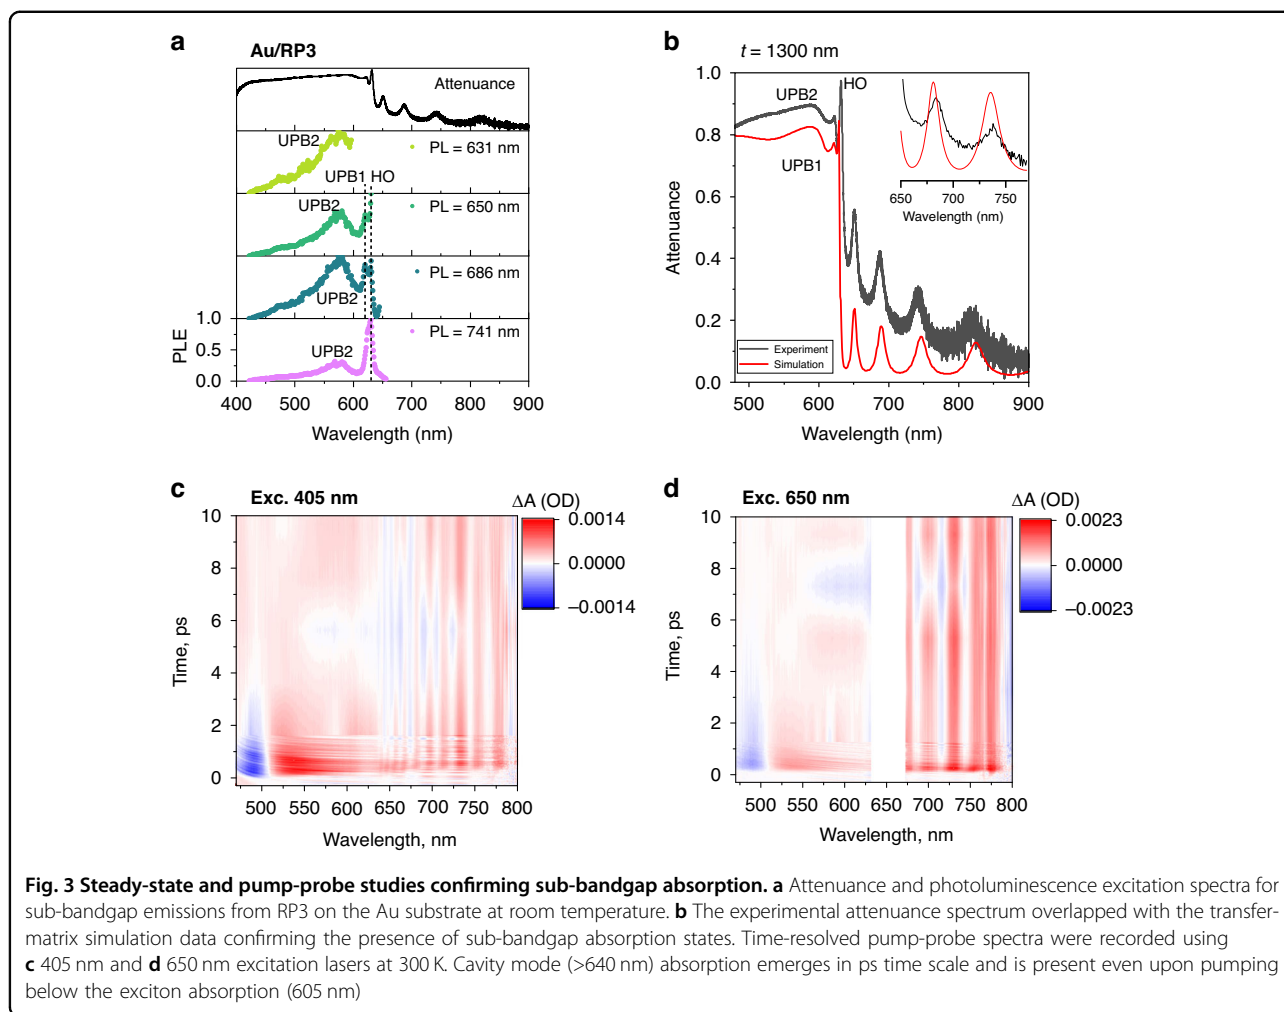 a
Au/RP3
Attenuance
UPB2
PL = 631 nm
UPB1 HO
UPB2
PL = 650 nm
UPB2
PL = 686 nm
1.0
0.5
0.0
PLE
UPB2
PL = 741 nm
400 500 600 700 800 900
Wavelength (nm)
b
t = 1300 nm
1.0
0.8
0.6
0.4
0.2
0.0
Attenuance
UPB2
HO
UPB1
650 700 750
Wavelength (nm)
Experiment
Simulation
500 600 700 800 900
Wavelength (nm)
c
Exc. 405 nm
ΔA (OD)
0.0014
0.0000
−0.0014
10
8
6
4
2
0
Time, ps
500 550 600 650 700 750 800
Wavelength, nm
d
Exc. 650 nm
ΔA (OD)
0.0023
0.0000
−0.0023
10
8
6
4
2
0
Time, ps
500 550 600 650 700 750 800
Wavelength, nm
Fig. 3 Steady-state and pump-probe studies confirming sub-bandgap absorption. a Attenuance and photoluminescence excitation spectra for
sub-bandgap emissions from RP3 on the Au substrate at room temperature. b The experimental attenuance spectrum overlapped with the transfer-
matrix simulation data confirming the presence of sub-bandgap absorption states. Time-resolved pump-probe spectra were recorded using
c 405 nm and d 650 nm excitation lasers at 300 K. Cavity mode (>640 nm) absorption emerges in ps time scale and is present even upon pumping
below the exciton absorption (605 nm)